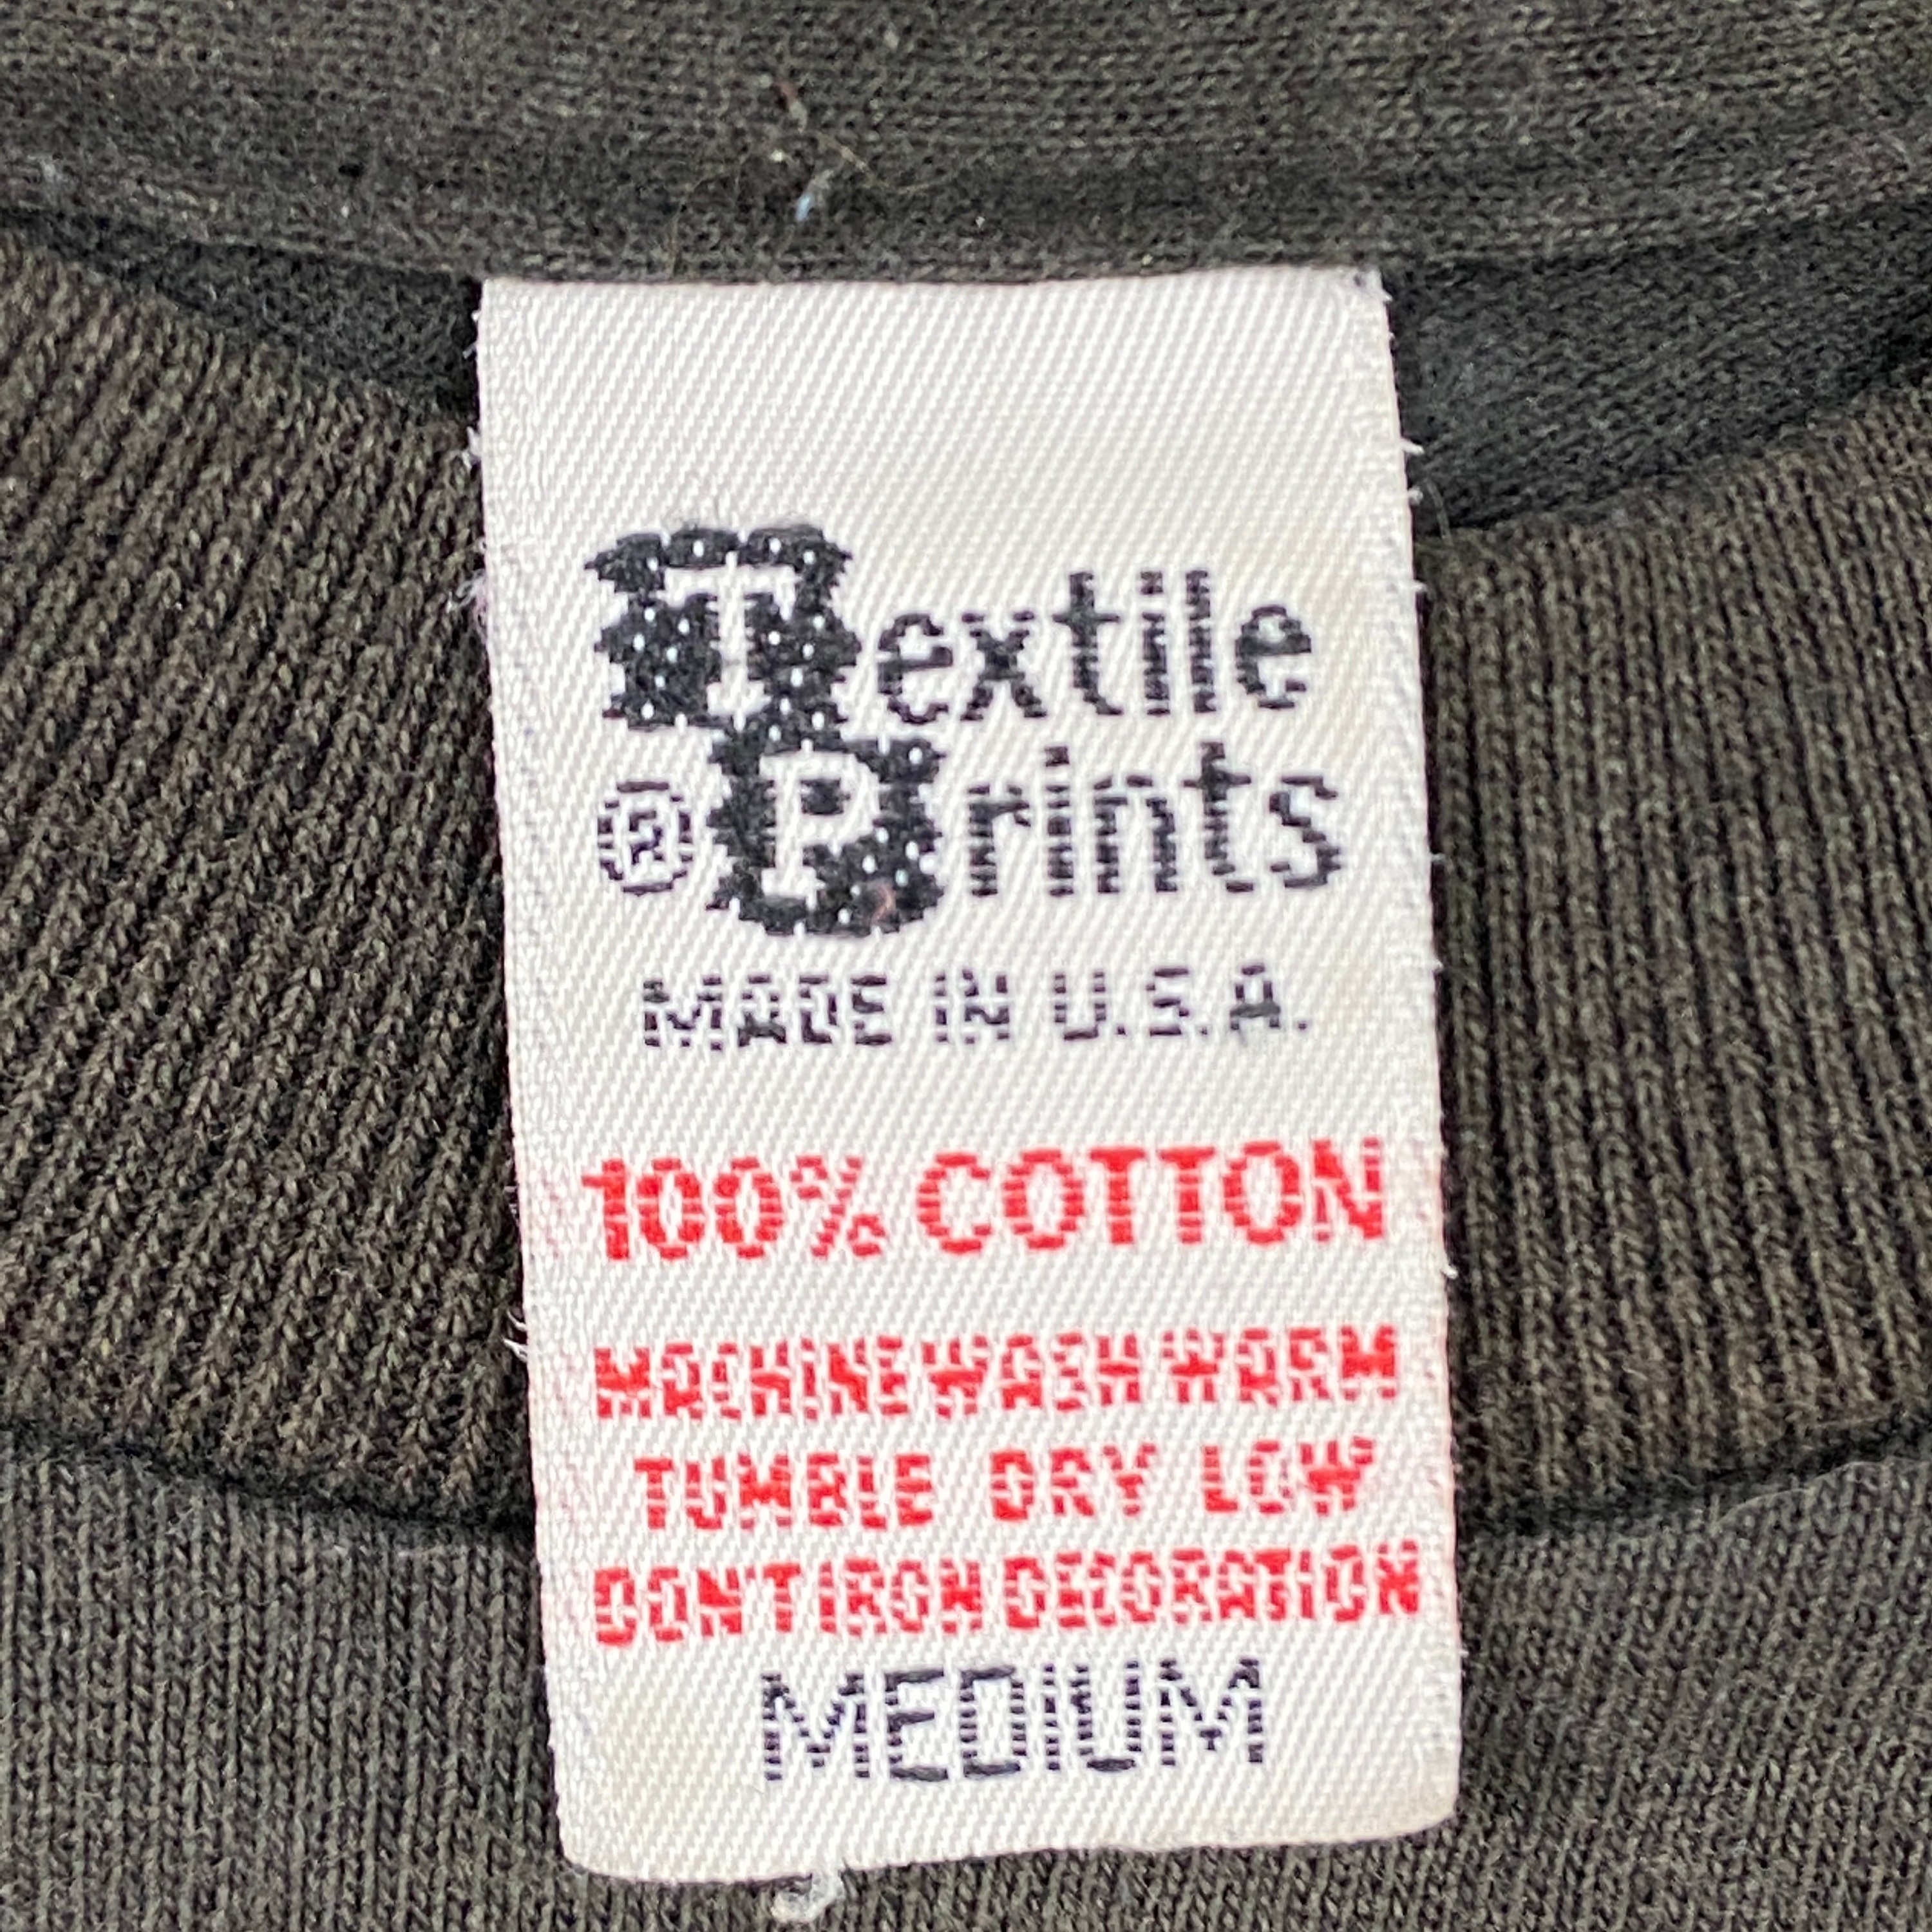 Textile
® Prints
MADE IN U.S.A.
100% COTTON
MACHINE WASH WARM
TUMBLE DRY LOW
DON'T IRON DECORATION
MEDIUM